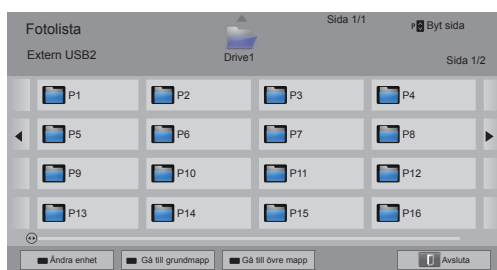 Fotolista
Sida 1/1
P Byt sida
Extern USB2
Drive1
Sida 1/2
P1
P2
P3
P4
P5
P6
P7
P8
P9
P10
P11
P12
P13
P14
P15
P16
Ändra enhet
Gå till grundmapp
Gå till övre mapp
Avsluta